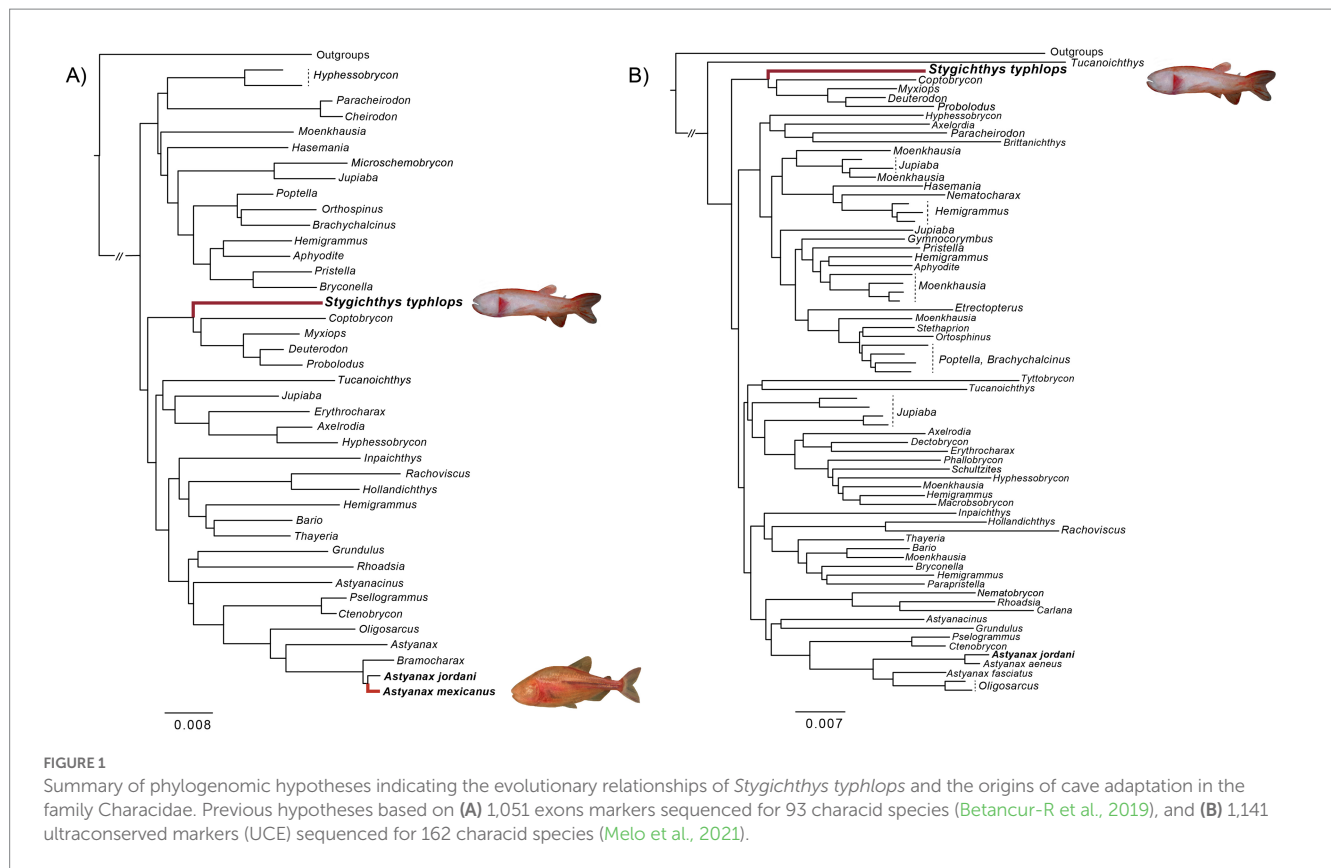 A)
Outgroups
Hyphessobrycon
Paracheirodon
Cheirodon
Moenkhausia
Hasemania
Microschemobrycon
Jupiaba
Poptella
Orthospinus
Brachychalcinus
Hemigrammus
Aphyodite
Pristella
Bryconella
Stygichthys typhlops
Coptobrycon
Myxiops
Deuterodon
Probolodus
Tucanoichthys
Jupiaba
Erythrocharax
Axelrodia
Hyphessobrycon
Inpaichthys
Rachoviscus
Hollandichthys
Hemigrammus
Bario
Thayeria
Grundulus
Rhoadsia
Astyanacinus
Psellogrammus
Ctenobrycon
Oligosarcus
Astyanax
Bramocharax
Astyanax jordani
Astyanax mexicanus
0.008
B)
Outgroups
Tucanoichthys
Stygichthys typhlops
Coptobrycon
Myxiops
Deuterodon
Probolodus
Hyphessobrycon
Axelordia
Paracheirodon
Brittanichthys
Moenkhausia
Jupiaba
Moenkhausia
Hasemania
Nematocharax
Hemigrammus
Jupiaba
Gymnocorymbus
Pristella
Hemigrammus
Aphyodite
Moenkhausia
Etrectopterus
Moenkhausia
Stethaprion
Ortosphinus
Poptella, Brachychalcinus
Tyttobrycon
Tucanoichthys
Jupiaba
Axelrodia
Dectobrycon
Erythrocharax
Phallobrycon
Schultzites
Hyphessobrycon
Moenkhausia
Hemigrammus
Macrobsobrycon
Inpaichthys
Hollandichthys
Rachoviscus
Thayeria
Bario
Moenkhausia
Bryconella
Hemigrammus
Parapristella
Nematobrycon
Rhoadsia
Carlana
Astyanacinus
Grundulus
Pselogrammus
Ctenobrycon
Astyanax jordani
Astyanax aeneus
Astyanax fasciatus
Oligosarcus
0.007
FIGURE 1
Summary of phylogenomic hypotheses indicating the evolutionary relationships of Stygichthys typhlops and the origins of cave adaptation in the
family Characidae. Previous hypotheses based on (A) 1,051 exons markers sequenced for 93 characid species (Betancur-R et al., 2019), and (B) 1,141
ultraconserved markers (UCE) sequenced for 162 characid species (Melo et al., 2021).